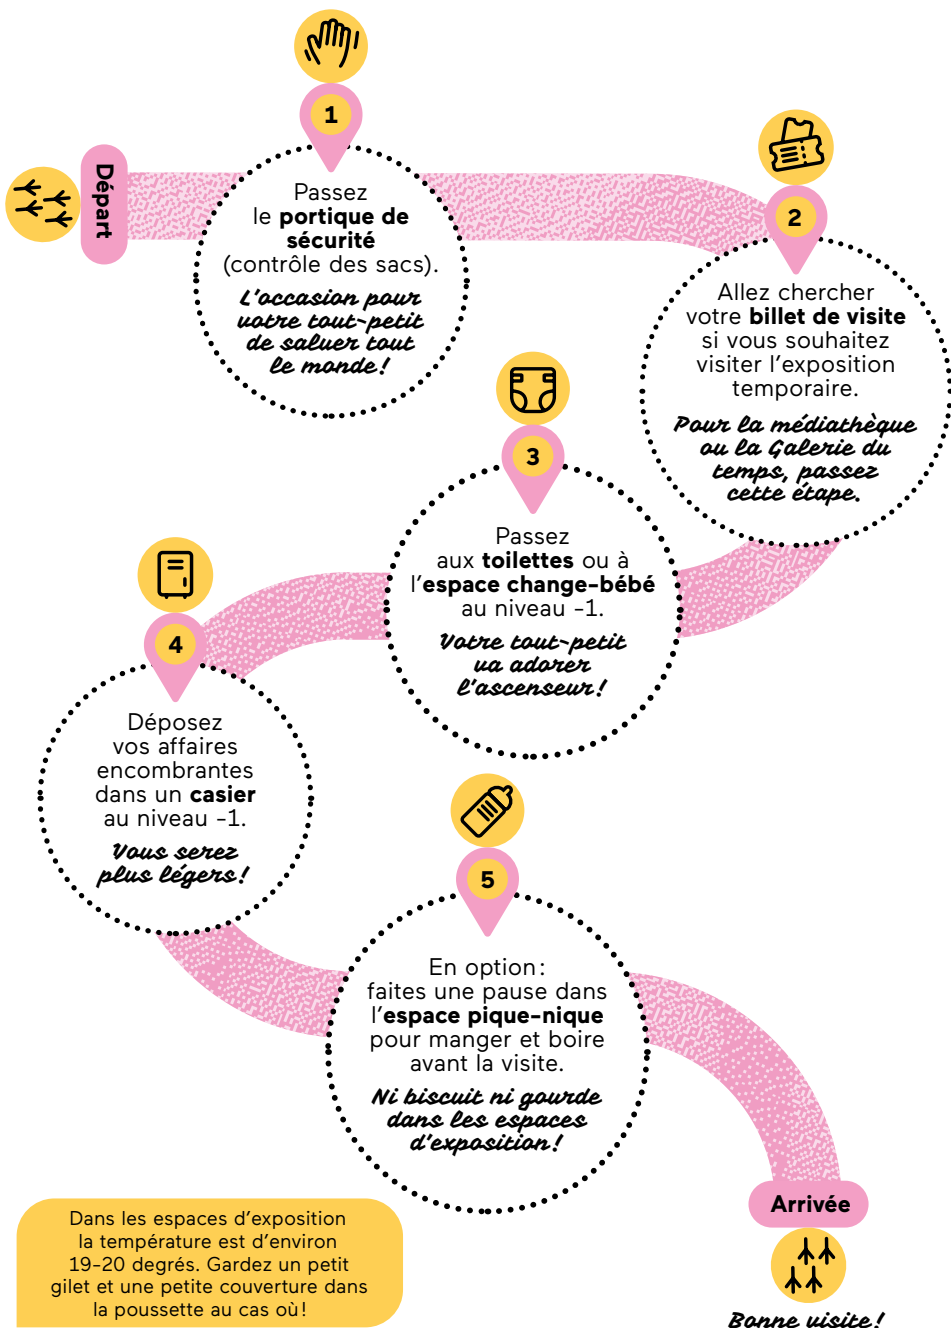 Départ
1
Passez
le portique de
sécurité
(contrôle des sacs).
L'occasion pour
votre tout-petit
de saluer tout
le monde!
2
Allez chercher
votre billet de visite
si vous souhaitez
visiter l'exposition
temporaire.
Pour la médiathèque
ou la Galerie du
temps, passez
cette étape.
3
Passez
aux toilettes ou à
l'espace change-bébé
au niveau -1.
Votre tout-petit
va adorer
l'ascenseur!
4
Déposez
vos affaires
encombrantes
dans un casier
au niveau -1.
Vous serez
plus légers!
5
En option:
faites une pause dans
l'espace pique-nique
pour manger et boire
avant la visite.
Ni biscuit ni gourde
dans les espaces
d'exposition!
Arrivée
Bonne visite!
Dans les espaces d'exposition
la température est d'environ
19-20 degrés. Gardez un petit
gilet et une petite couverture dans
la poussette au cas où!